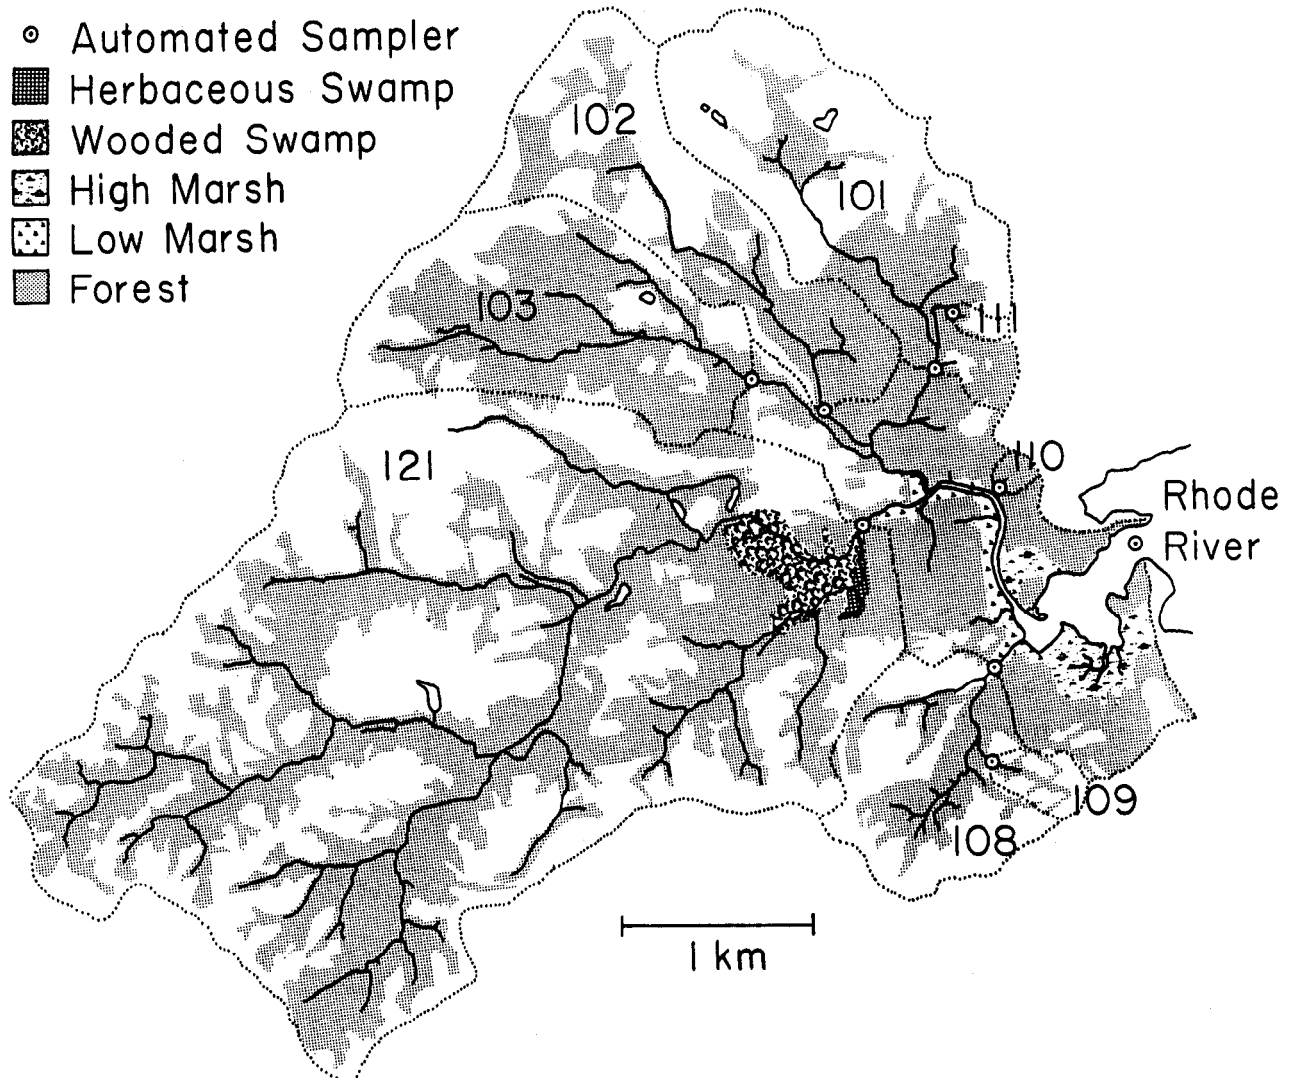 Automated Sampler
Herbaceous Swamp
Wooded Swamp
High Marsh
Low Marsh
Forest
102
101
103
111
110
121
Rhode
River
109
108
1 km